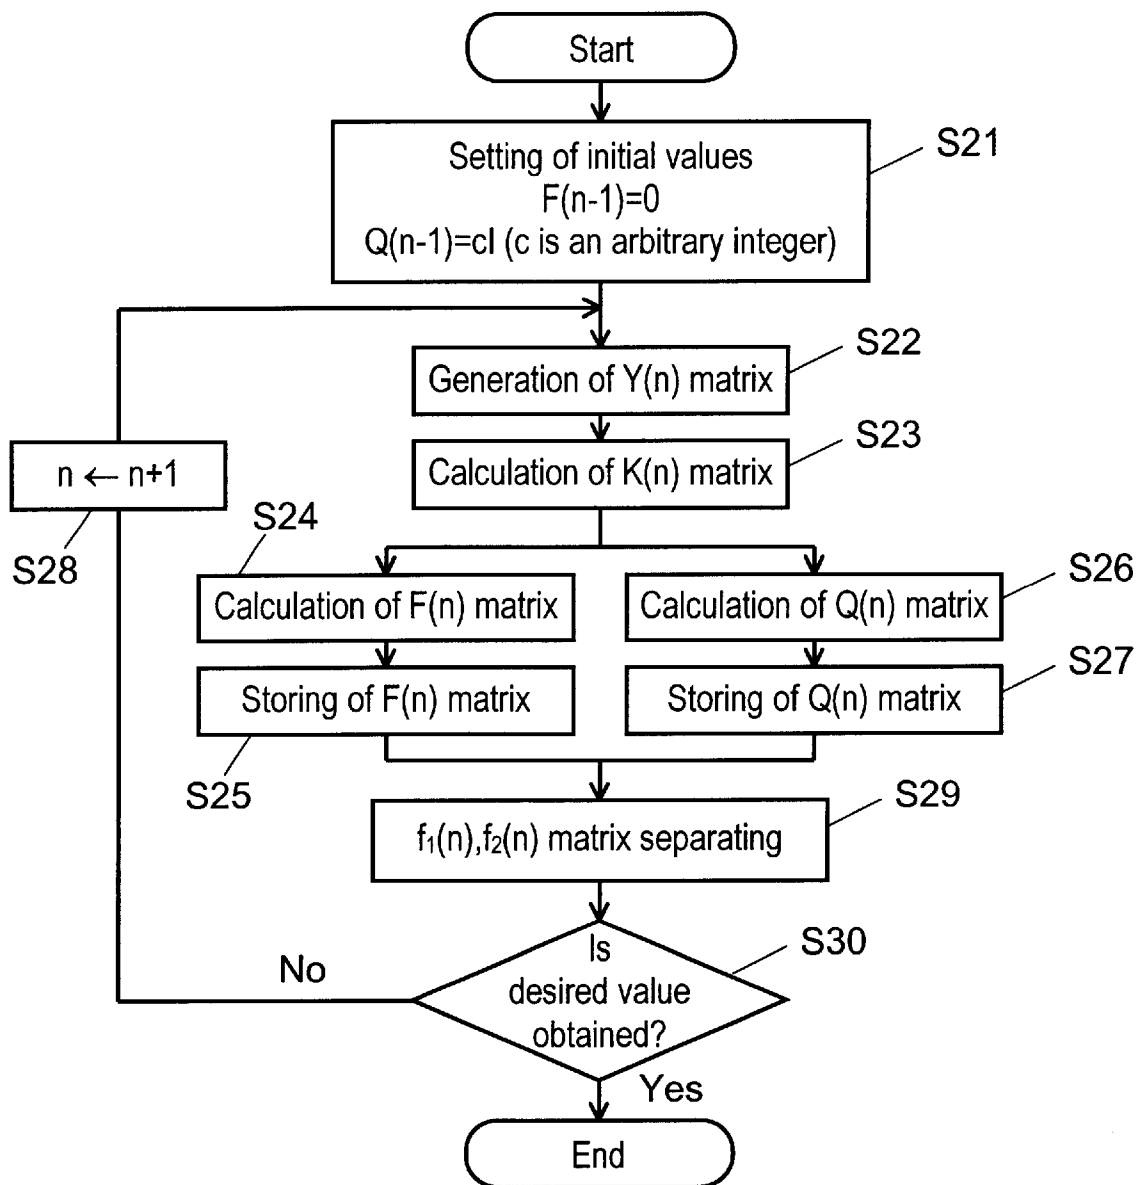 Start
Setting of initial values
F(n-1)=0
Q(n-1)=cI (c is an arbitrary integer)
S21
Generation of Y(n) matrix
S22
Calculation of K(n) matrix
S23
n ← n+1
S28
S24
Calculation of F(n) matrix
Calculation of Q(n) matrix
S26
Storing of F(n) matrix
S25
Storing of Q(n) matrix
S27
f₁(n),f₂(n) matrix separating
S29
Is
desired value
obtained?
S30
No
Yes
End